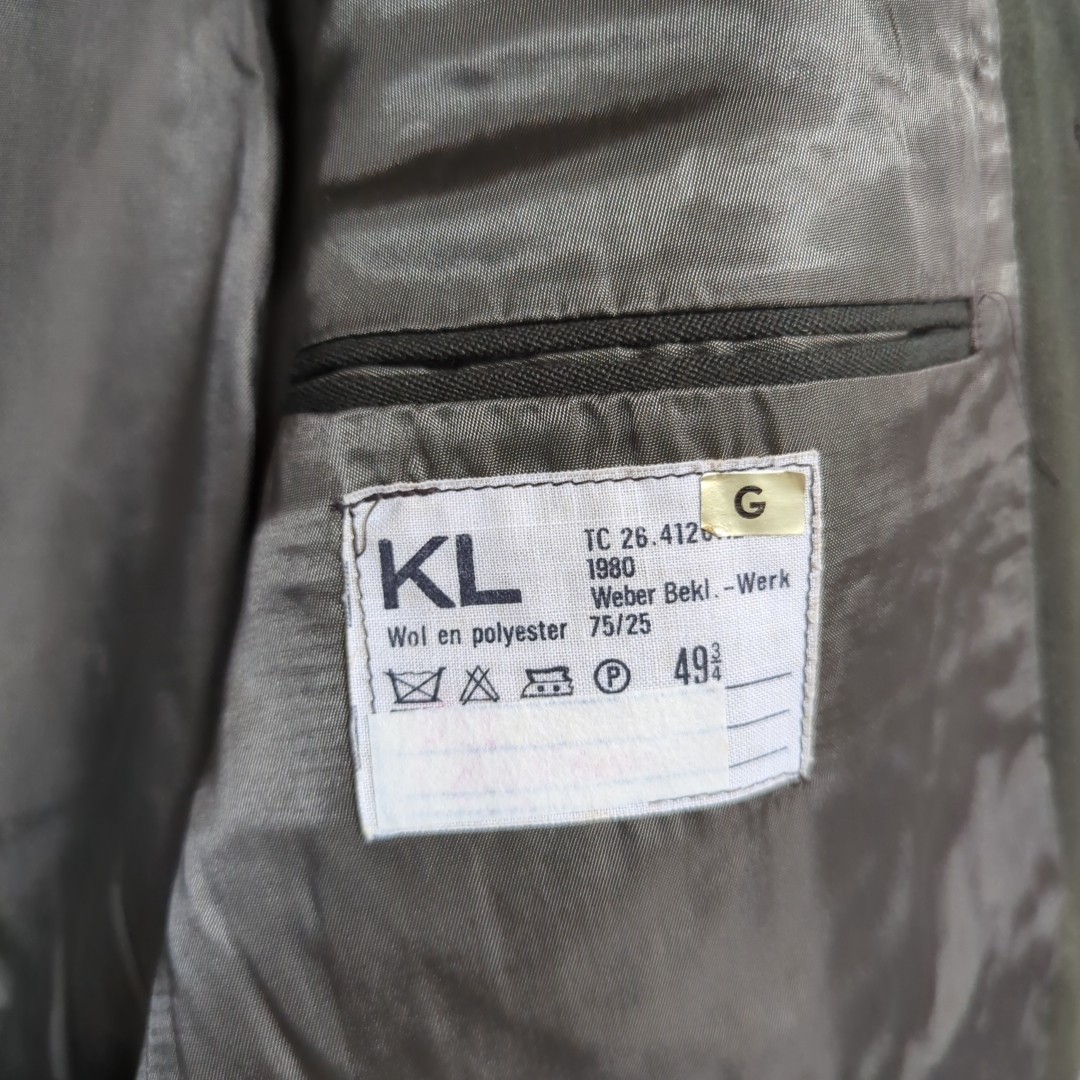 KL
G
TC 26.412
1980
Weber Bekl.-Werk
Wol en polyester 75/25
P
49¾